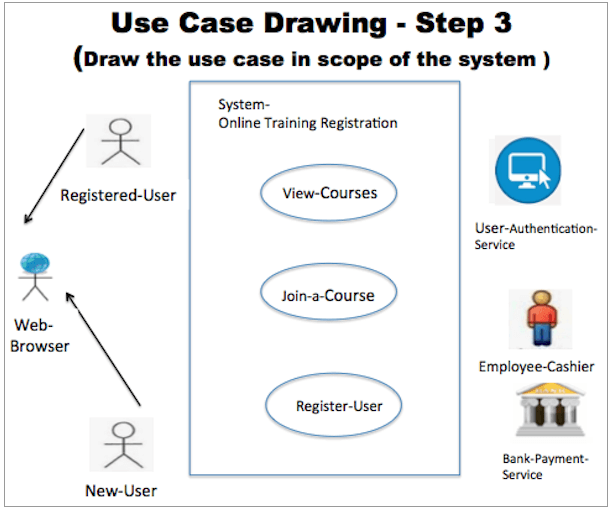 Use Case Drawing - Step 3
(Draw the use case in scope of the system )
System-
Online Training Registration
Registered-User
View-Courses
User-Authentication-
Service
Join-a-Course
Web-
Browser
Employee-Cashier
Register-User
Bank-Payment-
Service
New-User